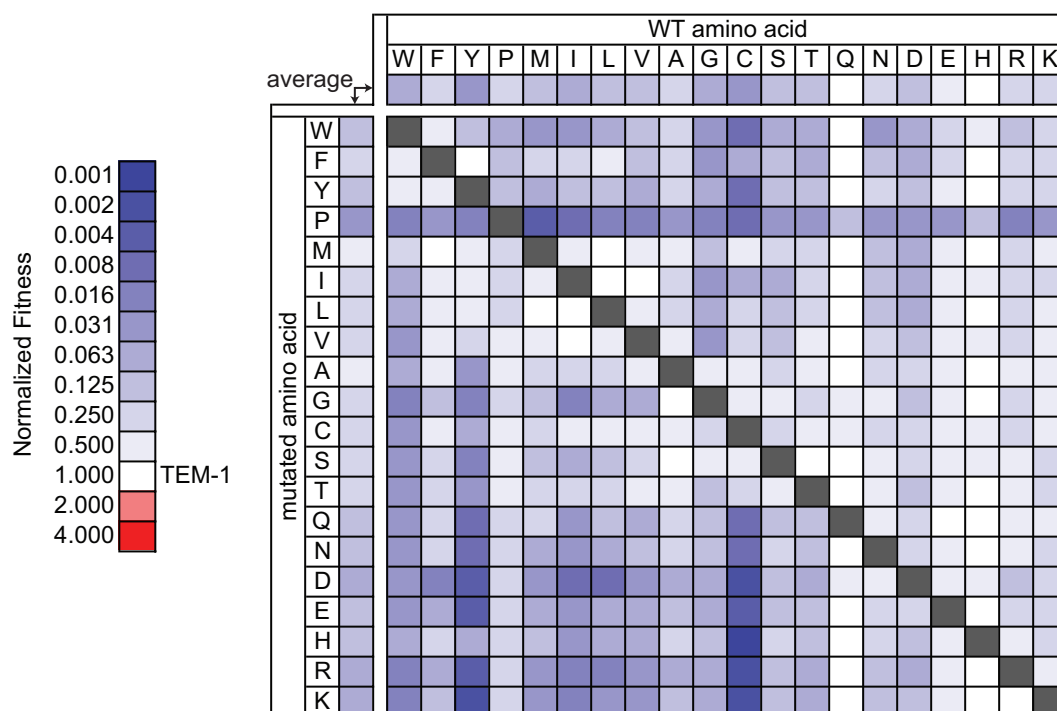 WT amino acid
W F Y P M I L V A G C S T Q N D E H R K
average
mutated amino acid
W
F
Y
P
M
I
L
V
A
G
C
S
T
Q
N
D
E
H
R
K
Normalized Fitness
0.001
0.002
0.004
0.008
0.016
0.031
0.063
0.125
0.250
0.500
1.000 TEM-1
2.000
4.000